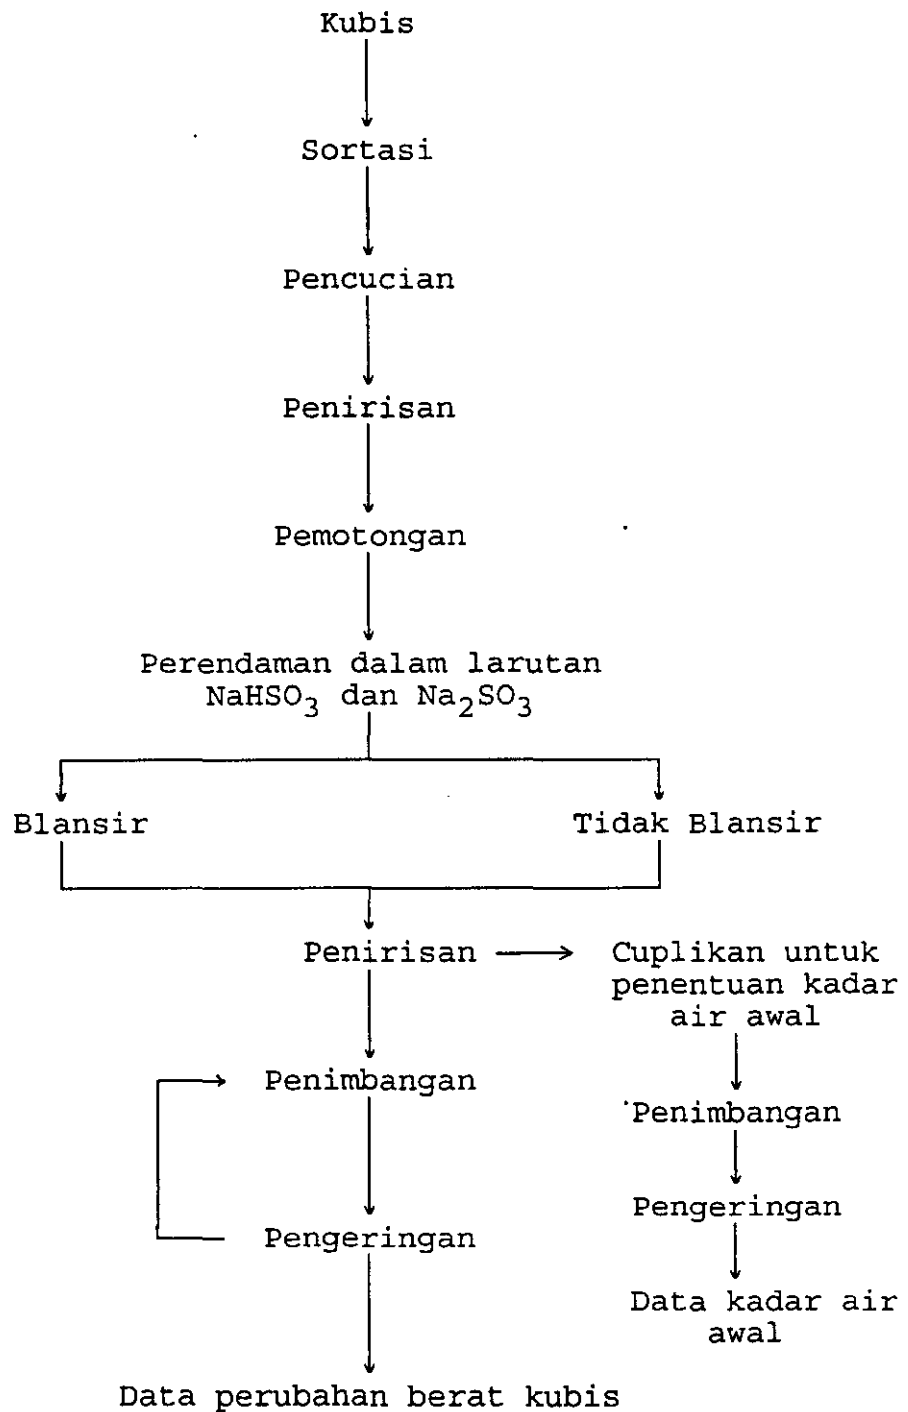 Kubis
Sortasi
Pencucian
Penirisan
Pemotongan
Perendaman dalam larutan
NaHSO3 dan Na2SO3
Blansir
Tidak Blansir
Penirisan
Cuplikan untuk
penentuan kadar
air awal
Penimbangan
Penimbangan
Pengeringan
Pengeringan
Data kadar air
awal
Data perubahan berat kubis